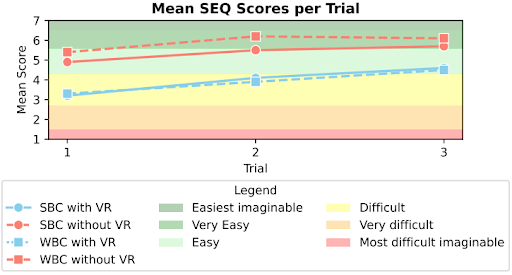 Mean SEQ Scores per Trial
7
6
5
4
3
2
1
Mean Score
1 2 3
Trial
Legend
SBC with VR
SBC without VR
WBC with VR
WBC without VR
Easiest imaginable
Very Easy
Easy
Difficult
Very difficult
Most difficult imaginable